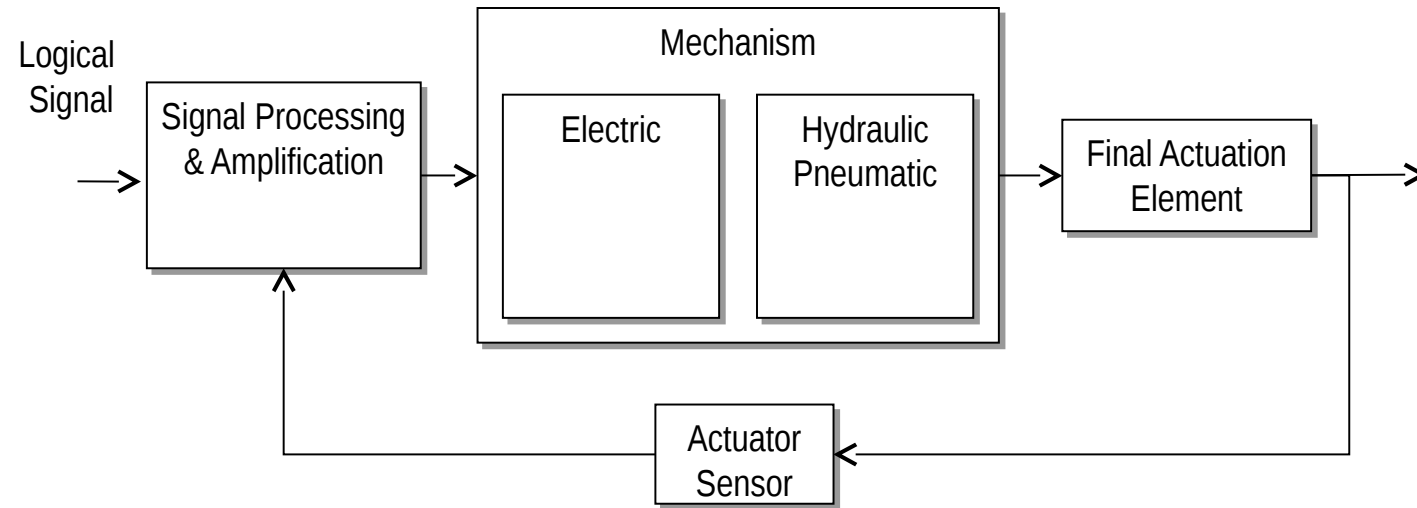 Logical
Signal
Signal Processing
& Amplification
Mechanism
Electric
Hydraulic
Pneumatic
Final Actuation
Element
Actuator
Sensor